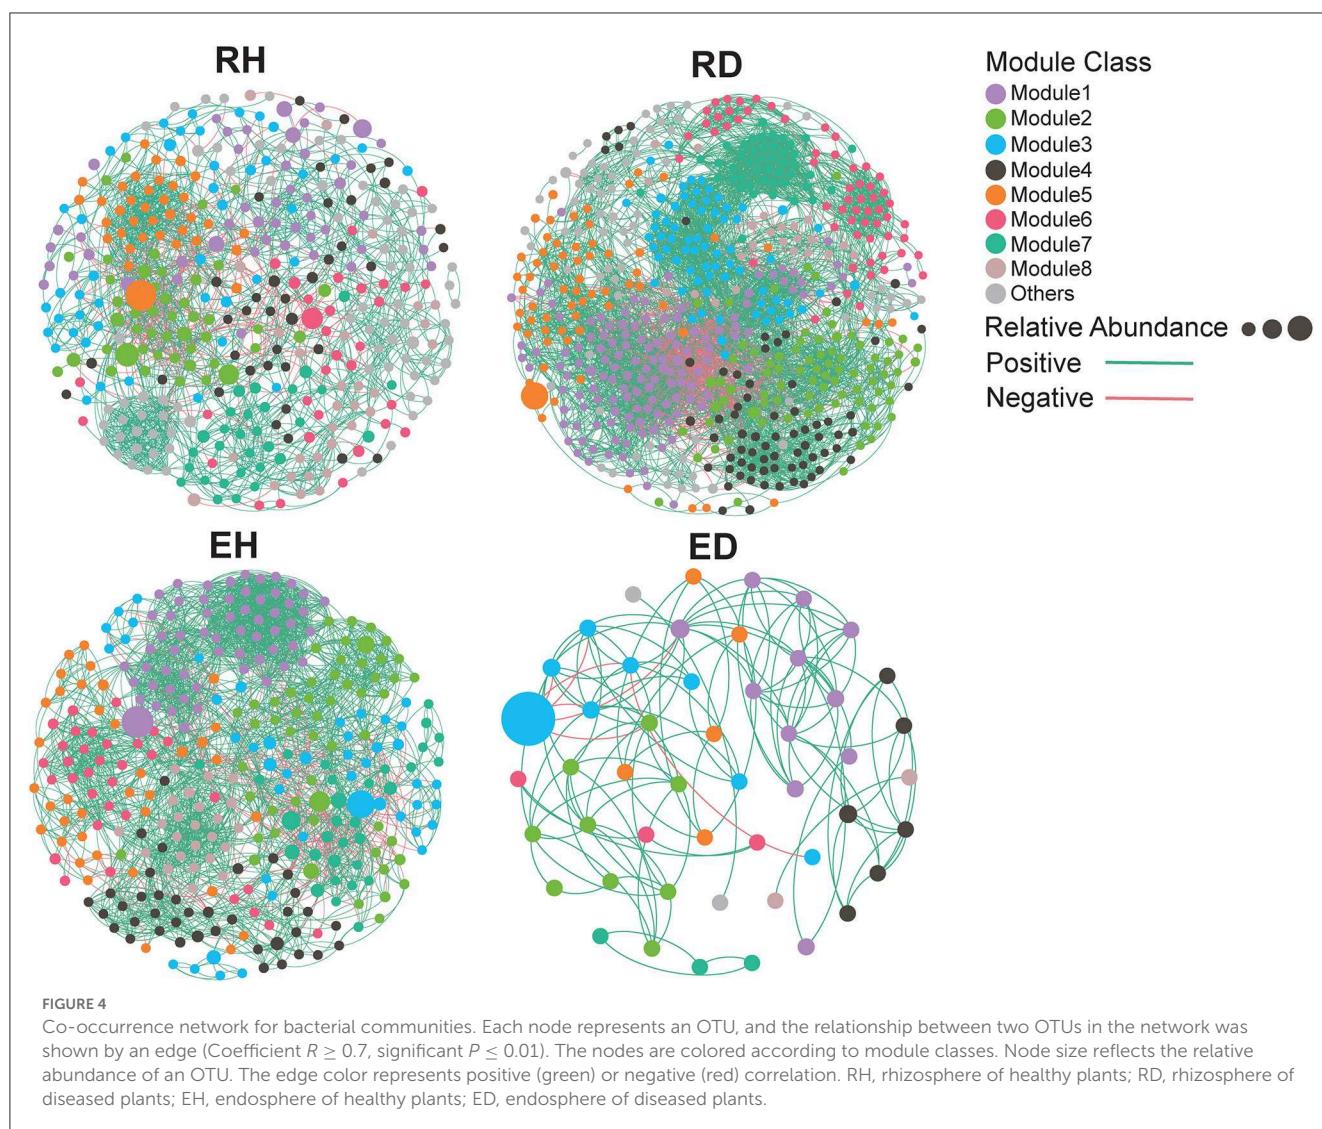 RH
RD
Module Class
Module1
Module2
Module3
Module4
Module5
Module6
Module7
Module8
Others
Relative Abundance
Positive
Negative
EH
ED
FIGURE 4
Co-occurrence network for bacterial communities. Each node represents an OTU, and the relationship between two OTUs in the network was
shown by an edge (Coefficient R ≥ 0.7, significant P ≤ 0.01). The nodes are colored according to module classes. Node size reflects the relative
abundance of an OTU. The edge color represents positive (green) or negative (red) correlation. RH, rhizosphere of healthy plants; RD, rhizosphere of
diseased plants; EH, endosphere of healthy plants; ED, endosphere of diseased plants.